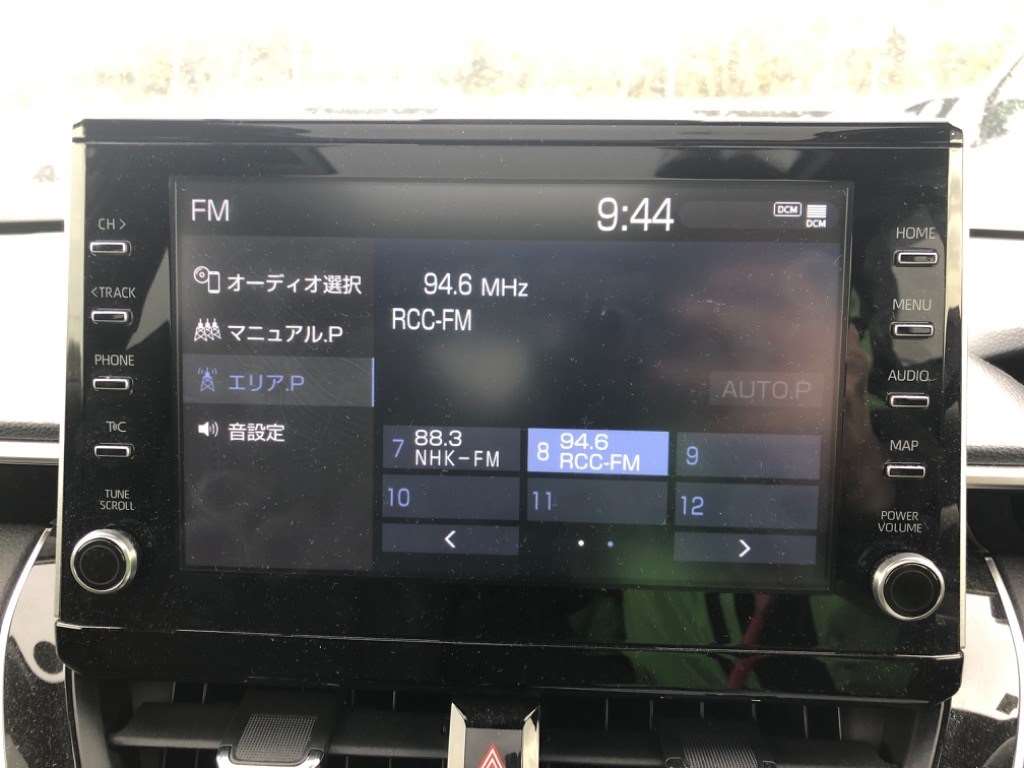 FM
9:44
DCM
DCM
CH >
<TRACK
PHONE
T C
TUNE
SCROLL
オーディオ選択
マニュアル.P
エリア.P
音設定
94.6 MHz
RCC-FM
AUTO.P
7 88.3
NHK-FM
8 94.6
RCC-FM
9
10
11
12
<
>
HOME
MENU
AUDIO
MAP
POWER
VOLUME